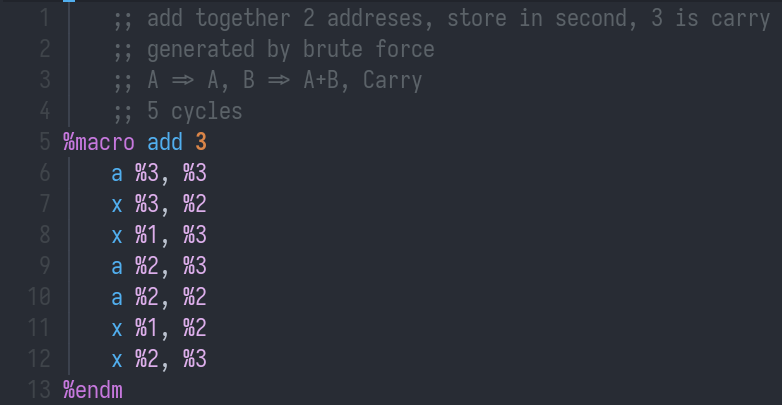 1 ;; add together 2 addreses, store in second, 3 is carry
2 ;; generated by brute force
3 ;; A => A, B => A+B, Carry
4 ;; 5 cycles
5 %macro add 3
6 a %3, %3
7 x %3, %2
8 x %1, %3
9 a %2, %3
10 a %2, %2
11 x %1, %2
12 x %2, %3
13 %endm